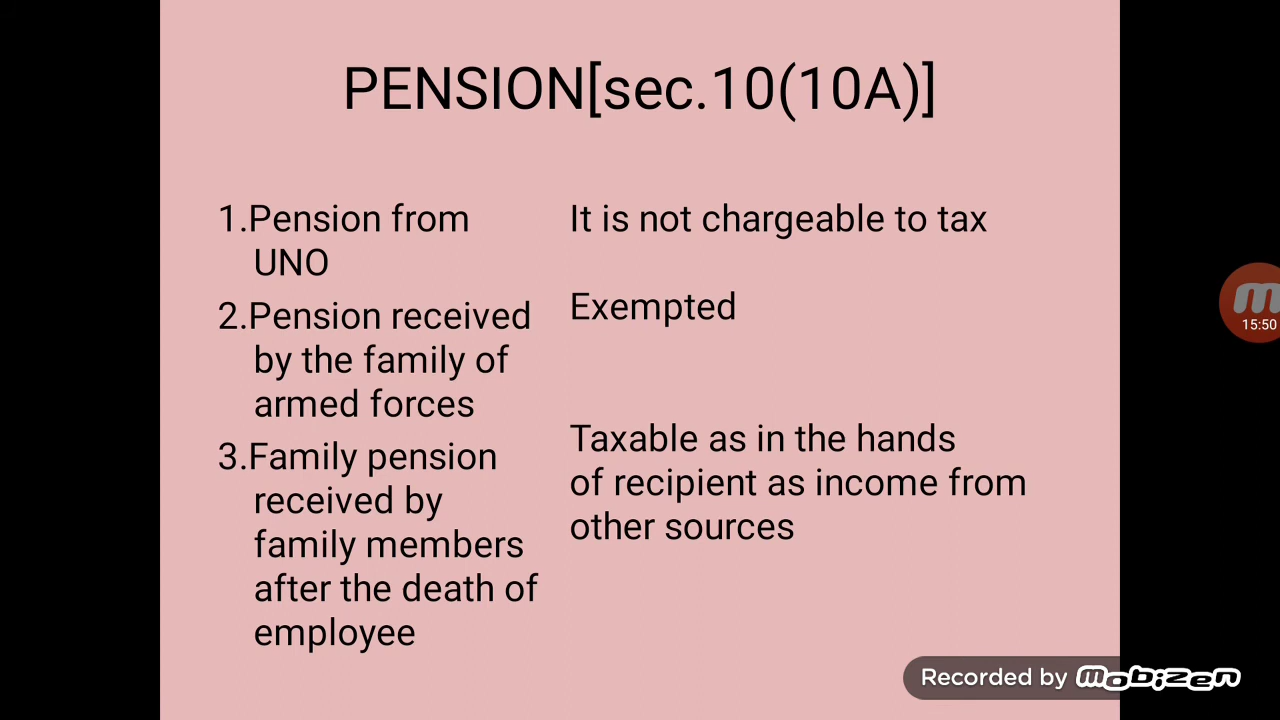 PENSION[sec.10(10A)]
1.Pension from
UNO
2.Pension received
by the family of
armed forces
3.Family pension
received by
family members
after the death of
employee
It is not chargeable to tax
Exempted
Taxable as in the hands
of recipient as income from
other sources
15:50
Recorded by mobizen